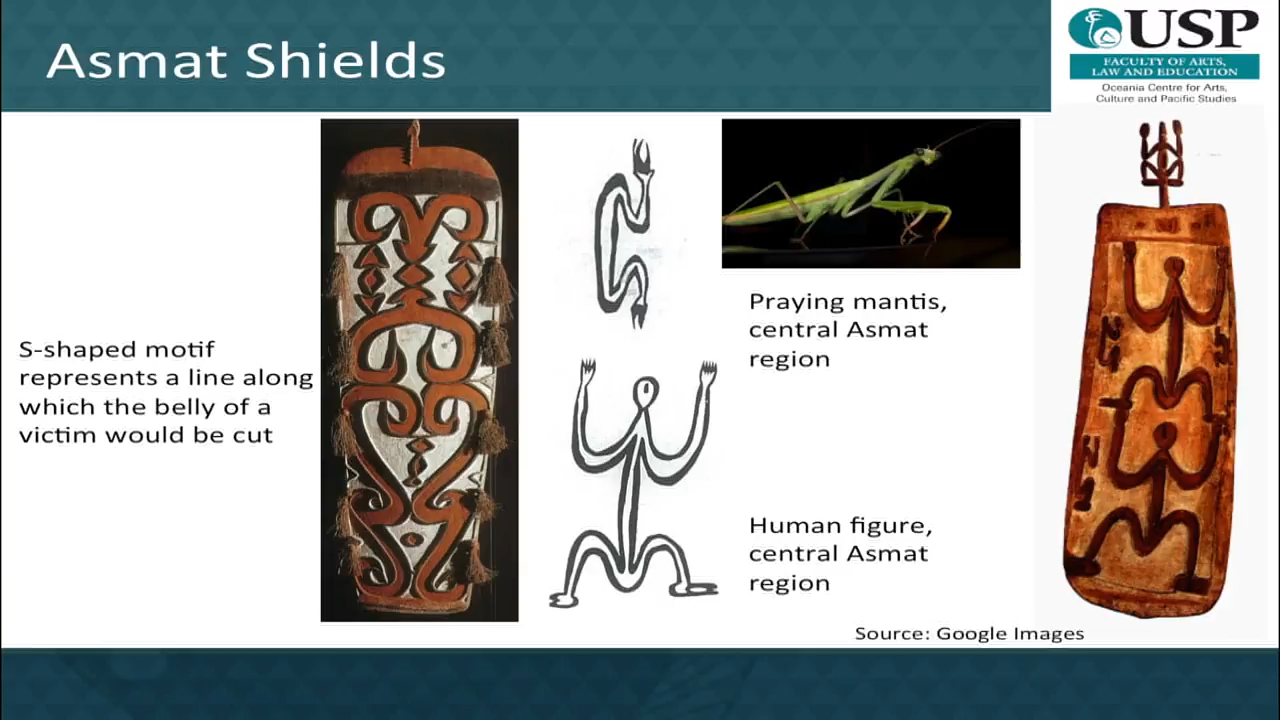 Asmat Shields
USP
FACULTY OF ARTS,
LAW AND EDUCATION
Oceania Centre for Arts,
Culture and Pacific Studies
S-shaped motif
represents a line along
which the belly of a
victim would be cut
Praying mantis,
central Asmat
region
Human figure,
central Asmat
region
Source: Google Images